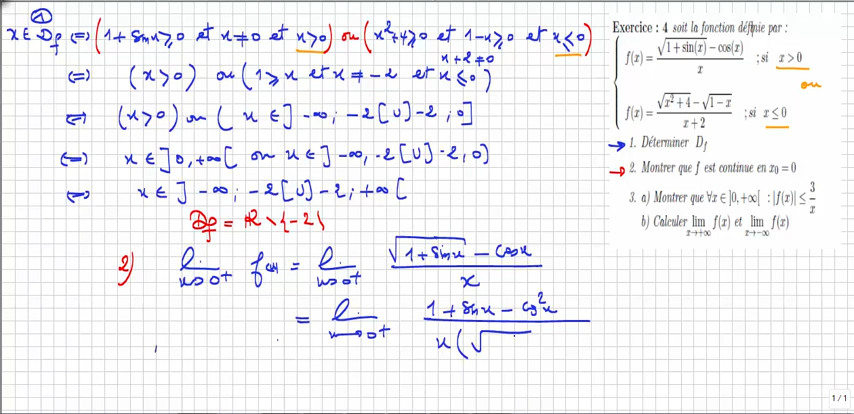 ①
x ∈ Df ⟺ (1 + sin x ≥ 0 et x ≠ 0 et x > 0) ou (x² + 4 ≥ 0 et 1 - x ≥ 0 et x ≤ 0)
x + 2 ≠ 0
⟺ (x > 0) ou (1 ≥ x et x ≠ -2 et x ≤ 0)
⟺ (x > 0) ou ( x ∈ ] -∞; -2 [ U ] -2 ; 0 ]
⟺ x ∈ ] 0, +∞ [ ou x ∈ ] -∞, -2 [ U ] -2, 0 )
⟺ x ∈ ] -∞; -2 [ U ] -2; +∞ [
Df = R \ {-2}
2) lim x→0⁺ f(x) = lim x→0⁺ (√(1 + sin x) - cos x) / x
= lim x→0⁺ (1 + sin x - cos² x) / x ( √
Exercice : 4 soit la fonction définie par :
f(x) = (√(1 + sin(x)) - cos(x)) / x ; si x > 0
ou
f(x) = (√(x² + 4) - √(1 - x)) / (x + 2) ; si x ≤ 0
1. Déterminer Df
2. Montrer que f est continue en x₀ = 0
3. a) Montrer que ∀x ∈ ]0, +∞[ : |f(x)| ≤ 3/x
b) Calculer lim x→+∞ f(x) et lim x→-∞ f(x)
1/1